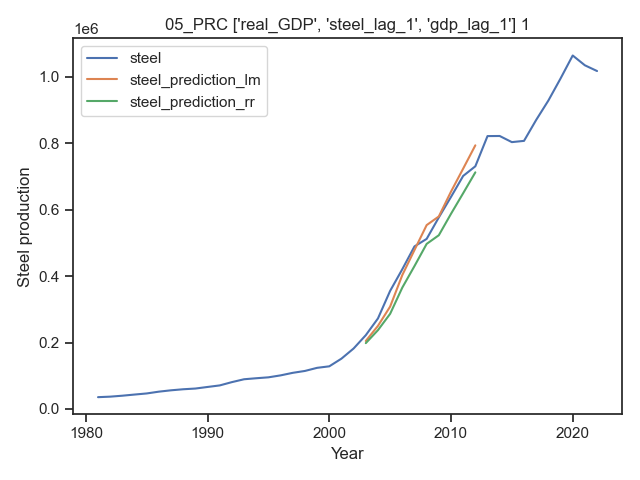 05_PRC ['real_GDP', 'steel_lag_1', 'gdp_lag_1'] 1
1e6
steel
steel_prediction_lm
steel_prediction_rr
1.0
0.8
0.6
0.4
0.2
0.0
Steel production
1980 1990 2000 2010 2020
Year